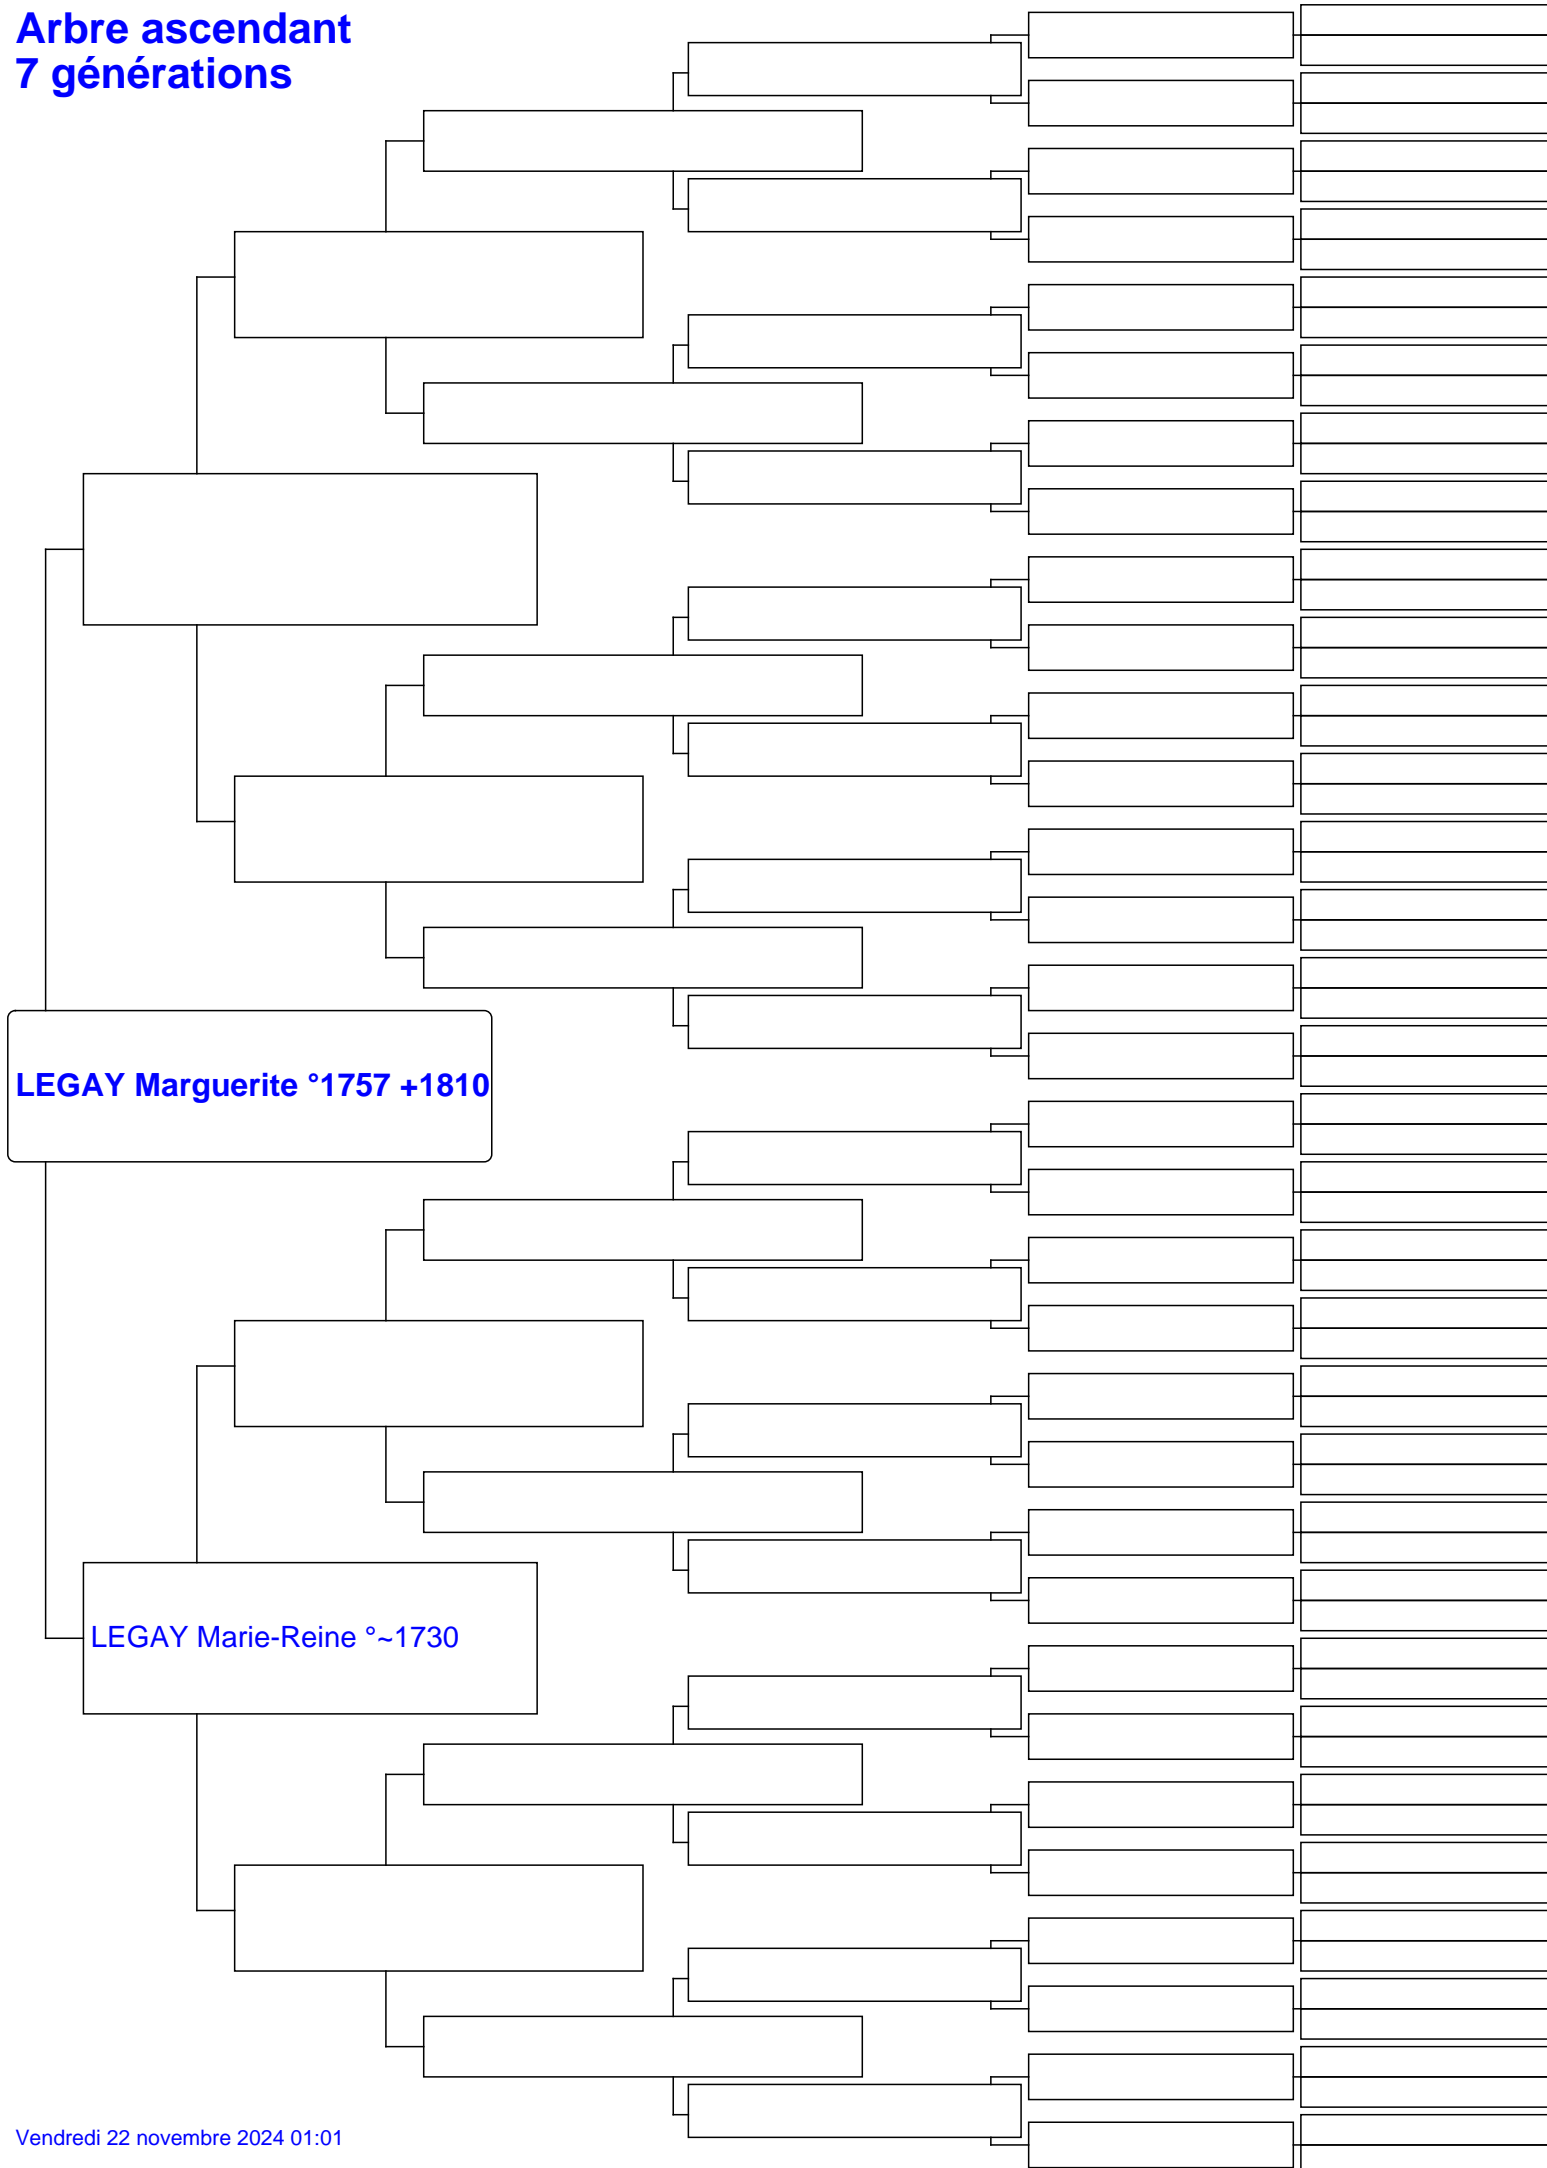 Arbre ascendant
7 générations
LEGAY Marguerite °1757 +1810
LEGAY Marie-Reine °~1730
Vendredi 22 novembre 2024 01:01